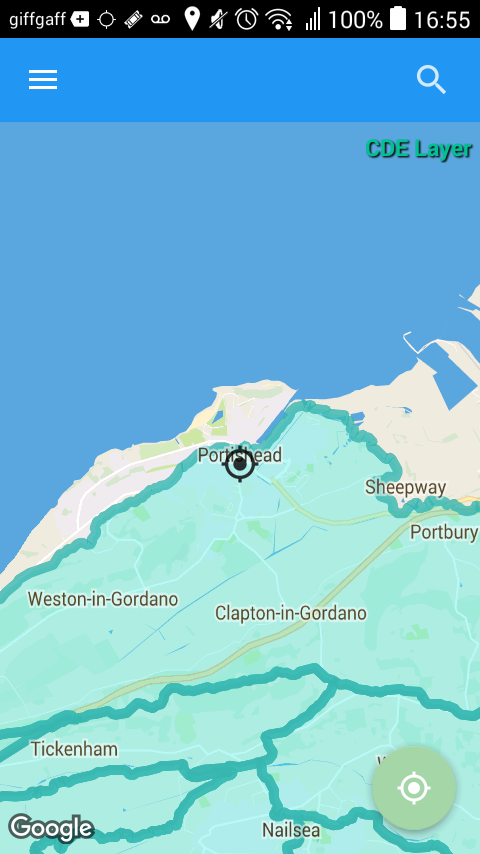 giffgaff 100% 16:55
CDE Layer
Portishead
Sheepway
Portbury
Weston-in-Gordano
Clapton-in-Gordano
Tickenham
Google
Nailsea